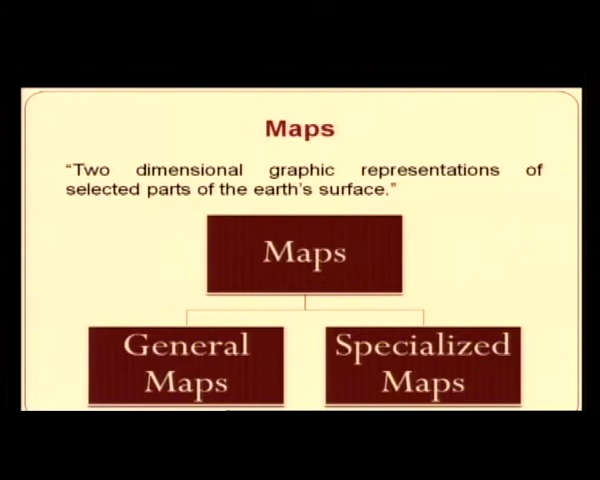 Maps
“Two dimensional graphic representations of
selected parts of the earth’s surface.”
Maps
General
Maps
Specialized
Maps